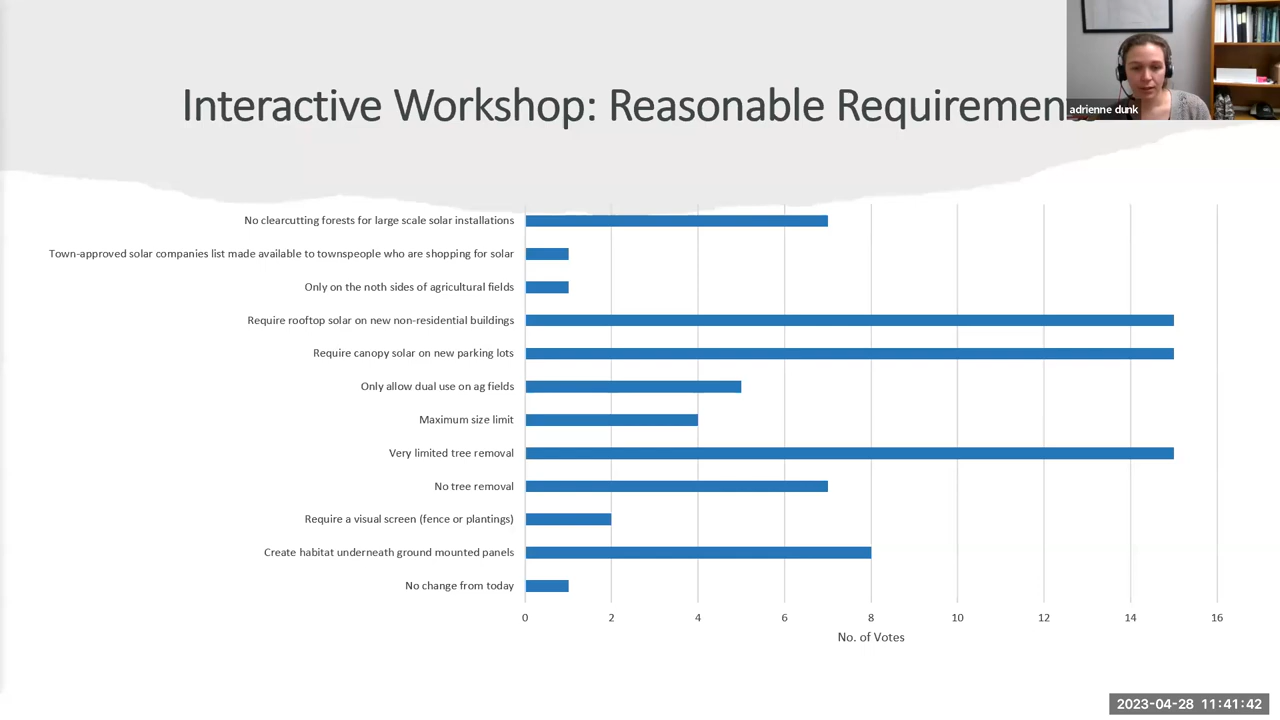 Interactive Workshop: Reasonable Requirements
adrienne dunk
No clearcutting forests for large scale solar installations
Town-approved solar companies list made available to townspeople who are shopping for solar
Only on the noth sides of agricultural fields
Require rooftop solar on new non-residential buildings
Require canopy solar on new parking lots
Only allow dual use on ag fields
Maximum size limit
Very limited tree removal
No tree removal
Require a visual screen (fence or plantings)
Create habitat underneath ground mounted panels
No change from today
0 2 4 6 8 10 12 14 16
No. of Votes
2023-04-28 11:41:42